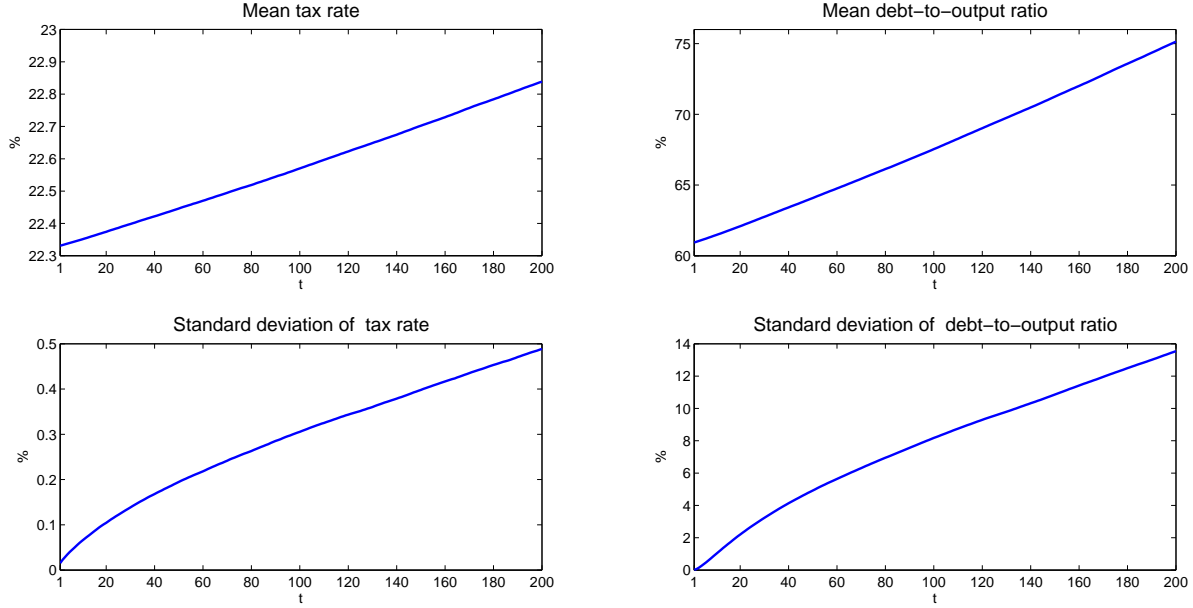 Mean tax rate
23
22.9
22.8
22.7
22.6
22.5
22.4
22.3
%
1 20 40 60 80 100 120 140 160 180 200
t
Mean debt−to−output ratio
75
70
65
60
%
1 20 40 60 80 100 120 140 160 180 200
t
Standard deviation of tax rate
0.5
0.4
0.3
0.2
0.1
0
%
1 20 40 60 80 100 120 140 160 180 200
t
Standard deviation of debt−to−output ratio
14
12
10
8
6
4
2
0
%
1 20 40 60 80 100 120 140 160 180 200
t